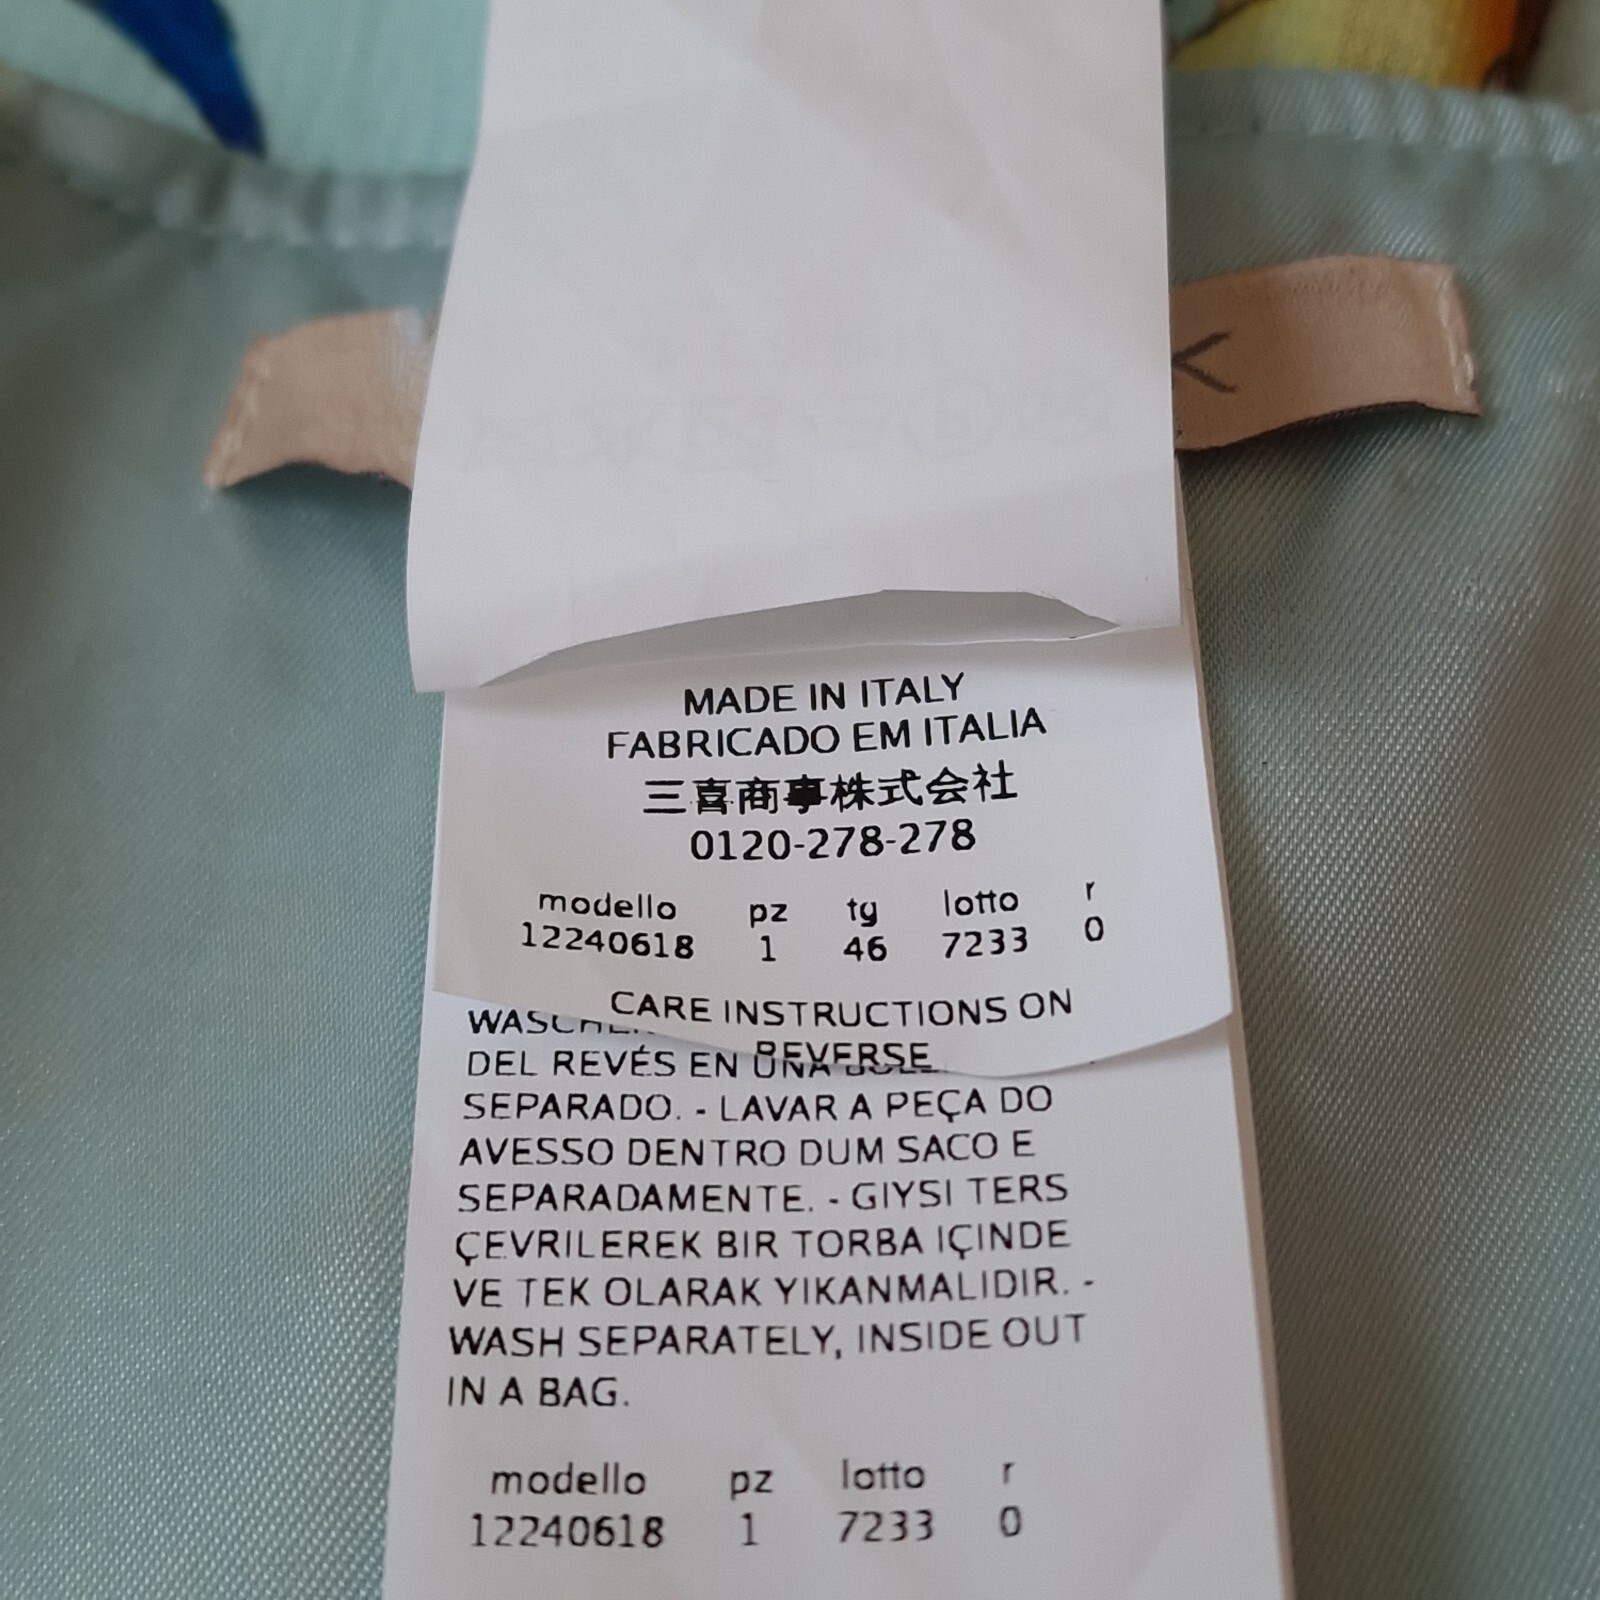 MADE IN ITALY
FABRICADO EM ITALIA
三喜商事株式会社
0120-278-278
modello pz tg lotto r
12240618 1 46 7233 0
CARE INSTRUCTIONS ON
REVERSE
DEL REVÉS EN UNA
SEPARADO. - LAVAR A PEÇA DO
AVESSO DENTRO DUM SACO E
SEPARADAMENTE. - GIYSI TERS
ÇEVRILEREK BIR TORBA IÇINDE
VE TEK OLARAK YIKANMALIDIR. -
WASH SEPARATELY, INSIDE OUT
IN A BAG.
modello pz lotto r
12240618 1 7233 0
K